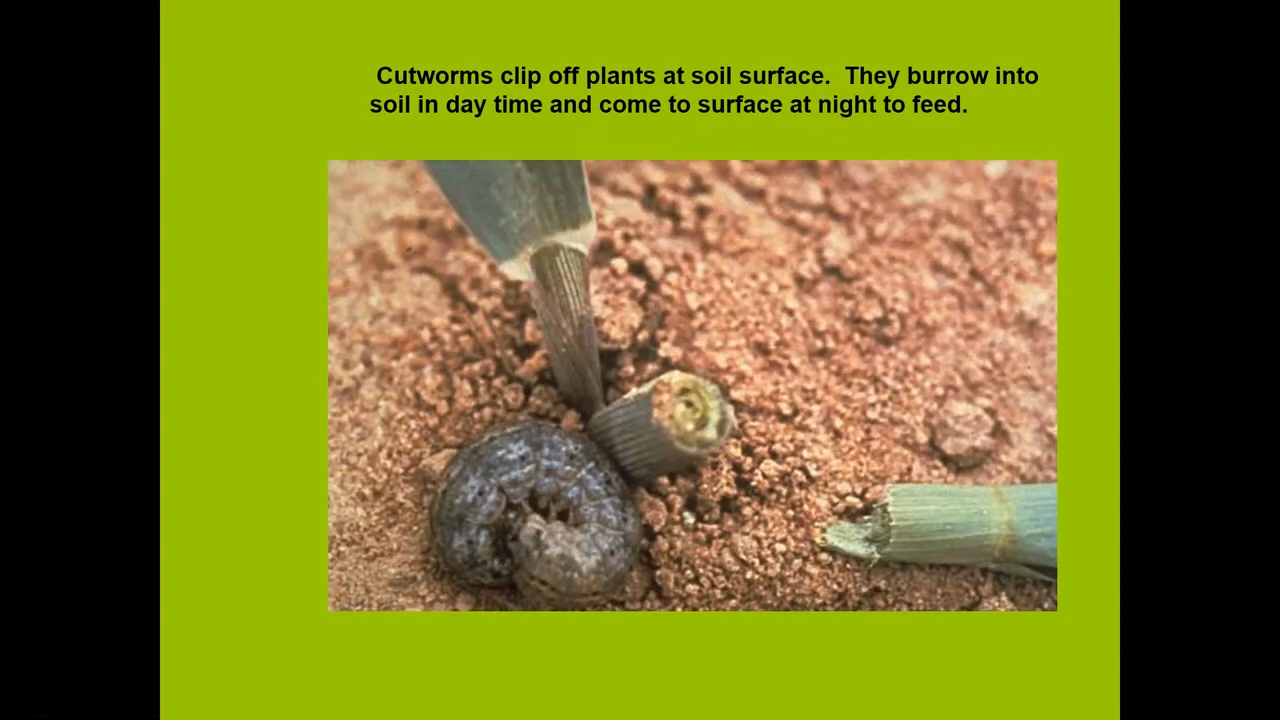 Cutworms clip off plants at soil surface.  They burrow into
soil in day time and come to surface at night to feed.